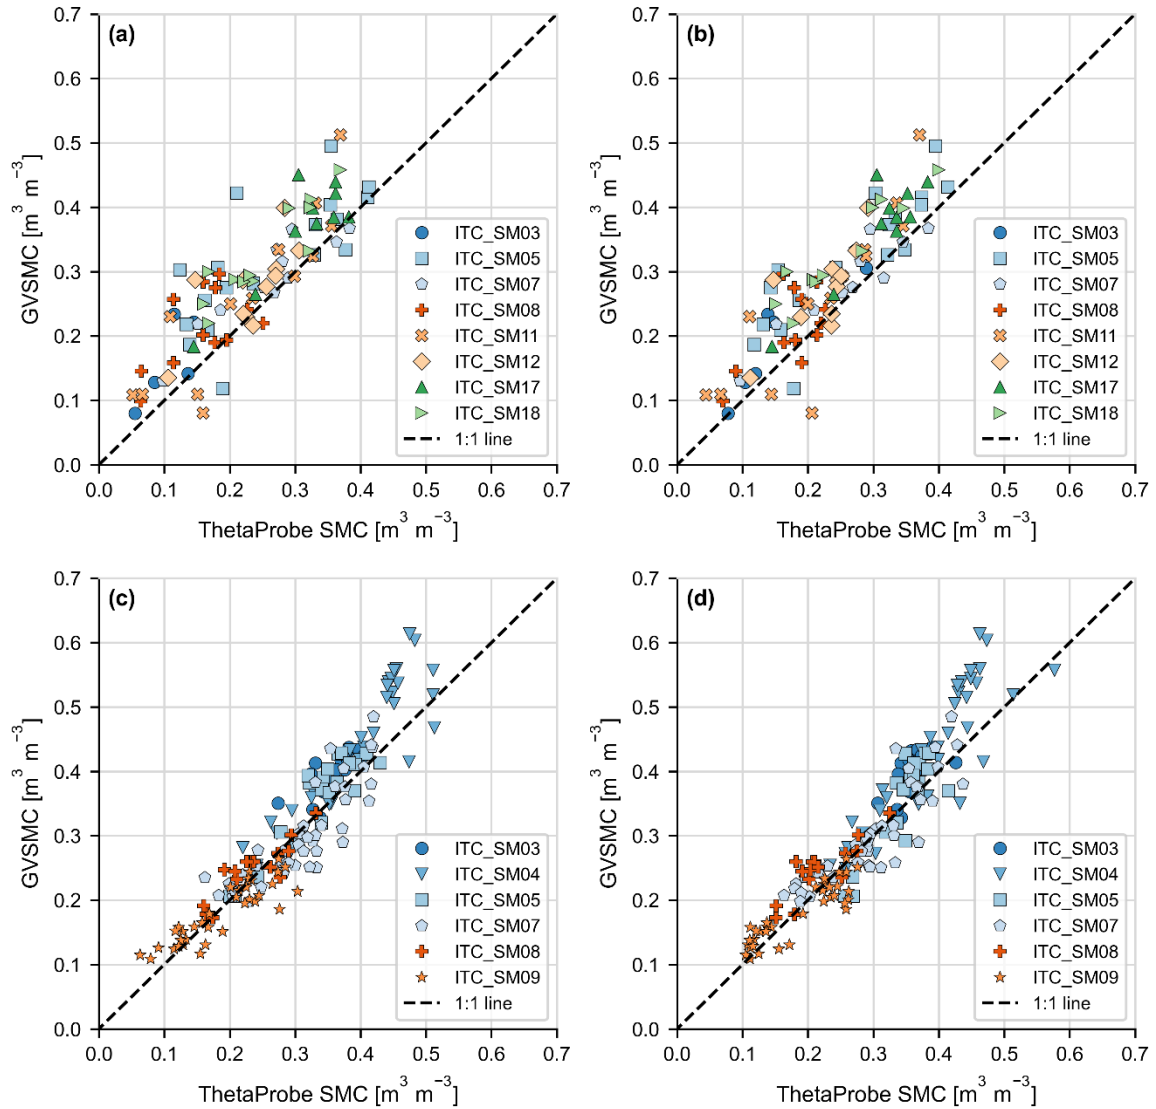 (a)
GVSMC [m³ m⁻³]
0.7
0.6
0.5
0.4
0.3
0.2
0.1
0.0
ITC_SM03
ITC_SM05
ITC_SM07
ITC_SM08
ITC_SM11
ITC_SM12
ITC_SM17
ITC_SM18
1:1 line
0.0 0.1 0.2 0.3 0.4 0.5 0.6 0.7
ThetaProbe SMC [m³ m⁻³]
(b)
GVSMC [m³ m⁻³]
0.7
0.6
0.5
0.4
0.3
0.2
0.1
0.0
ITC_SM03
ITC_SM05
ITC_SM07
ITC_SM08
ITC_SM11
ITC_SM12
ITC_SM17
ITC_SM18
1:1 line
0.0 0.1 0.2 0.3 0.4 0.5 0.6 0.7
ThetaProbe SMC [m³ m⁻³]
(c)
GVSMC [m³ m⁻³]
0.7
0.6
0.5
0.4
0.3
0.2
0.1
0.0
ITC_SM03
ITC_SM04
ITC_SM05
ITC_SM07
ITC_SM08
ITC_SM09
1:1 line
0.0 0.1 0.2 0.3 0.4 0.5 0.6 0.7
ThetaProbe SMC [m³ m⁻³]
(d)
GVSMC [m³ m⁻³]
0.7
0.6
0.5
0.4
0.3
0.2
0.1
0.0
ITC_SM03
ITC_SM04
ITC_SM05
ITC_SM07
ITC_SM08
ITC_SM09
1:1 line
0.0 0.1 0.2 0.3 0.4 0.5 0.6 0.7
ThetaProbe SMC [m³ m⁻³]